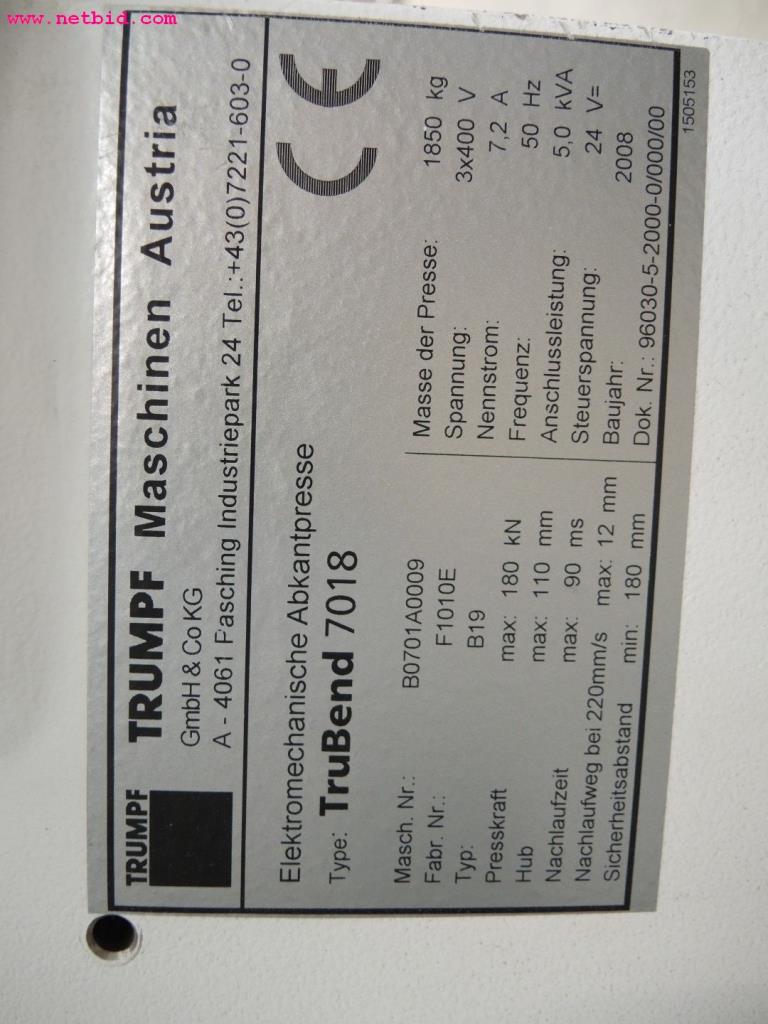 www.netbid.com
TRUMPF
TRUMPF Maschinen Austria
GmbH & Co KG
A - 4061 Pasching Industriepark 24 Tel.:+43(0)7221-603-0
Elektromechanische Abkantpresse
Type: TruBend 7018
CE
Masch. Nr.: B0701A0009
Fabr. Nr.: F1010E
Typ: B19
Presskraft max: 180 kN
Hub max: 110 mm
Nachlaufzeit max: 90 ms
Nachlaufweg bei 220mm/s max: 12 mm
Sicherheitsabstand min: 180 mm
Masse der Presse: 1850 kg
Spannung: 3x400 V
Nennstrom: 7,2 A
Frequenz: 50 Hz
Anschlussleistung: 5,0 kVA
Steuerspannung: 24 V=
Baujahr: 2008
Dok. Nr.: 96030-5-2000-0/000/00
1505153